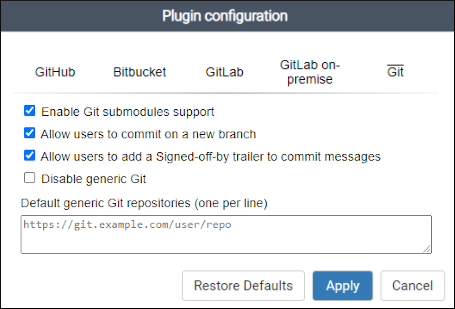 Plugin configuration
GitHub Bitbucket GitLab GitLab on-premise Git
Enable Git submodules support
Allow users to commit on a new branch
Allow users to add a Signed-off-by trailer to commit messages
Disable generic Git
Default generic Git repositories (one per line)
https://git.example.com/user/repo
Restore Defaults Apply Cancel